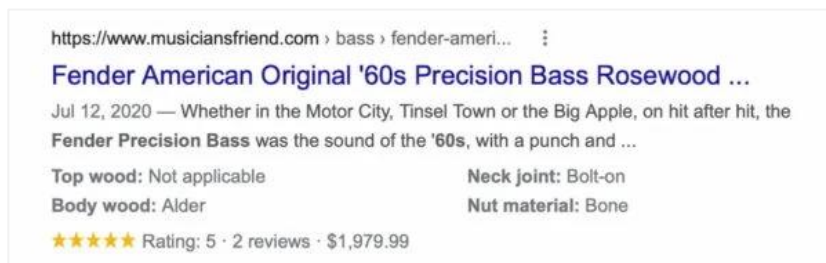 https://www.musiciansfriend.com › bass › fender-ameri...
Fender American Original '60s Precision Bass Rosewood ...
Jul 12, 2020 — Whether in the Motor City, Tinsel Town or the Big Apple, on hit after hit, the
Fender Precision Bass was the sound of the '60s, with a punch and ...
Top wood: Not applicable Neck joint: Bolt-on
Body wood: Alder Nut material: Bone
★★★★★ Rating: 5 · 2 reviews · $1,979.99